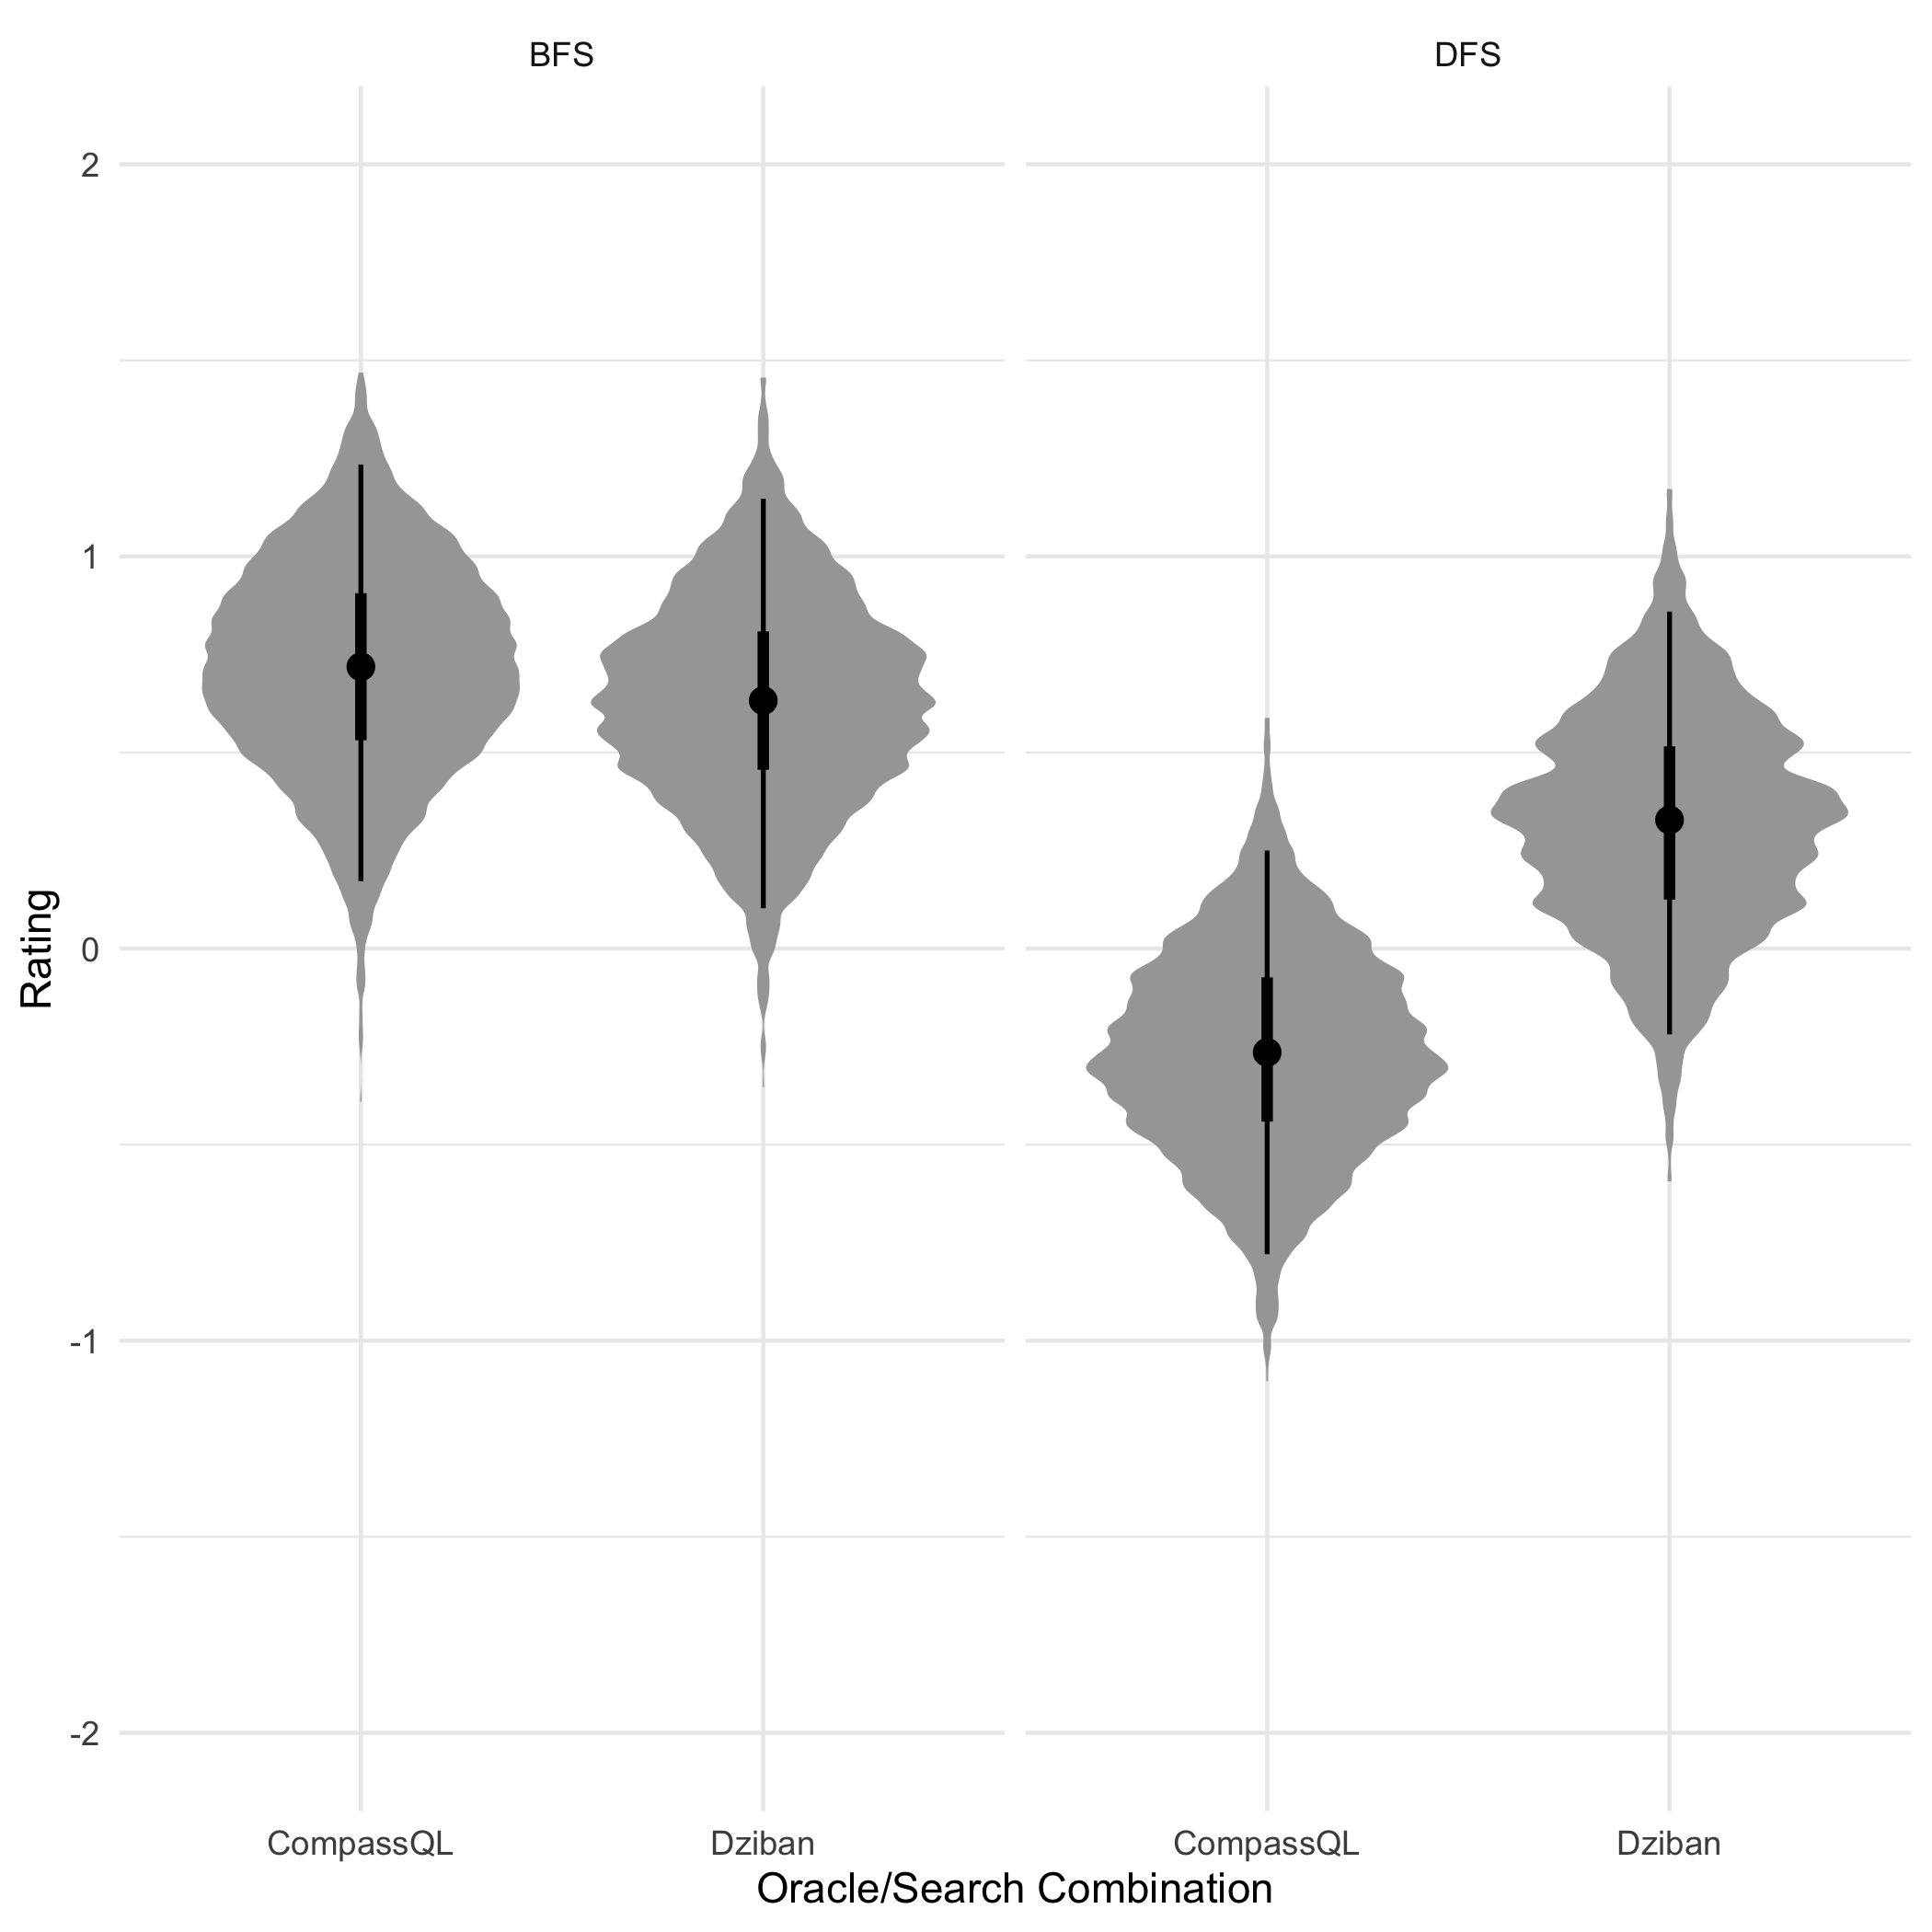 BFS
DFS
2
1
0
-1
-2
Rating
CompassQL
Dziban
CompassQL
Dziban
Oracle/Search Combination